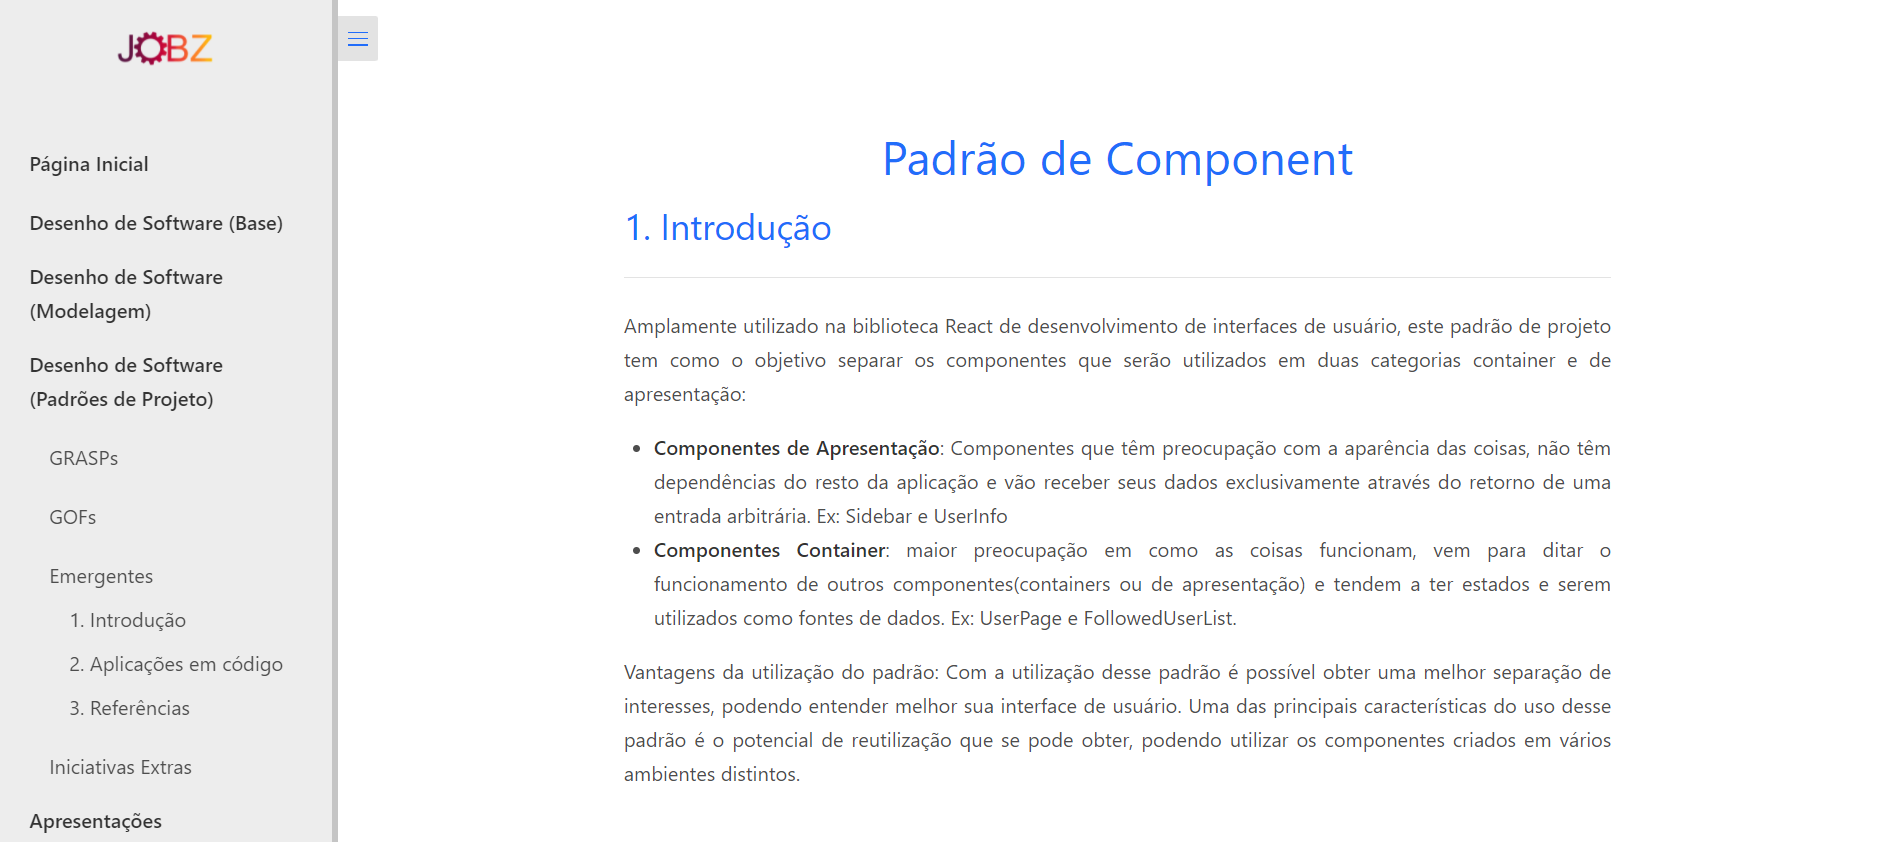 JOBZ
Página Inicial
Desenho de Software (Base)
Desenho de Software
(Modelagem)
Desenho de Software
(Padrões de Projeto)
GRASPs
GOFs
Emergentes
1. Introdução
2. Aplicações em código
3. Referências
Iniciativas Extras
Apresentações
Padrão de Component
1. Introdução
Amplamente utilizado na biblioteca React de desenvolvimento de interfaces de usuário, este padrão de projeto
tem como o objetivo separar os componentes que serão utilizados em duas categorias container e de
apresentação:
• Componentes de Apresentação: Componentes que têm preocupação com a aparência das coisas, não têm
dependências do resto da aplicação e vão receber seus dados exclusivamente através do retorno de uma
entrada arbitrária. Ex: Sidebar e UserInfo
• Componentes Container: maior preocupação em como as coisas funcionam, vem para ditar o
funcionamento de outros componentes(containers ou de apresentação) e tendem a ter estados e serem
utilizados como fontes de dados. Ex: UserPage e FollowedUserList.
Vantagens da utilização do padrão: Com a utilização desse padrão é possível obter uma melhor separação de
interesses, podendo entender melhor sua interface de usuário. Uma das principais características do uso desse
padrão é o potencial de reutilização que se pode obter, podendo utilizar os componentes criados em vários
ambientes distintos.